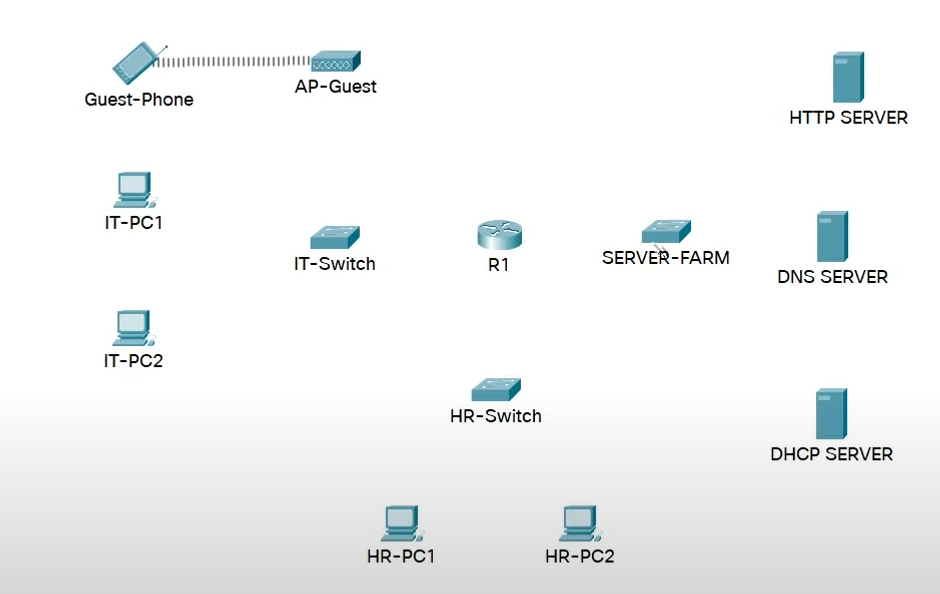 AP-Guest
Guest-Phone
HTTP SERVER
IT-PC1
IT-Switch
R1
SERVER-FARM
DNS SERVER
IT-PC2
HR-Switch
DHCP SERVER
HR-PC1
HR-PC2